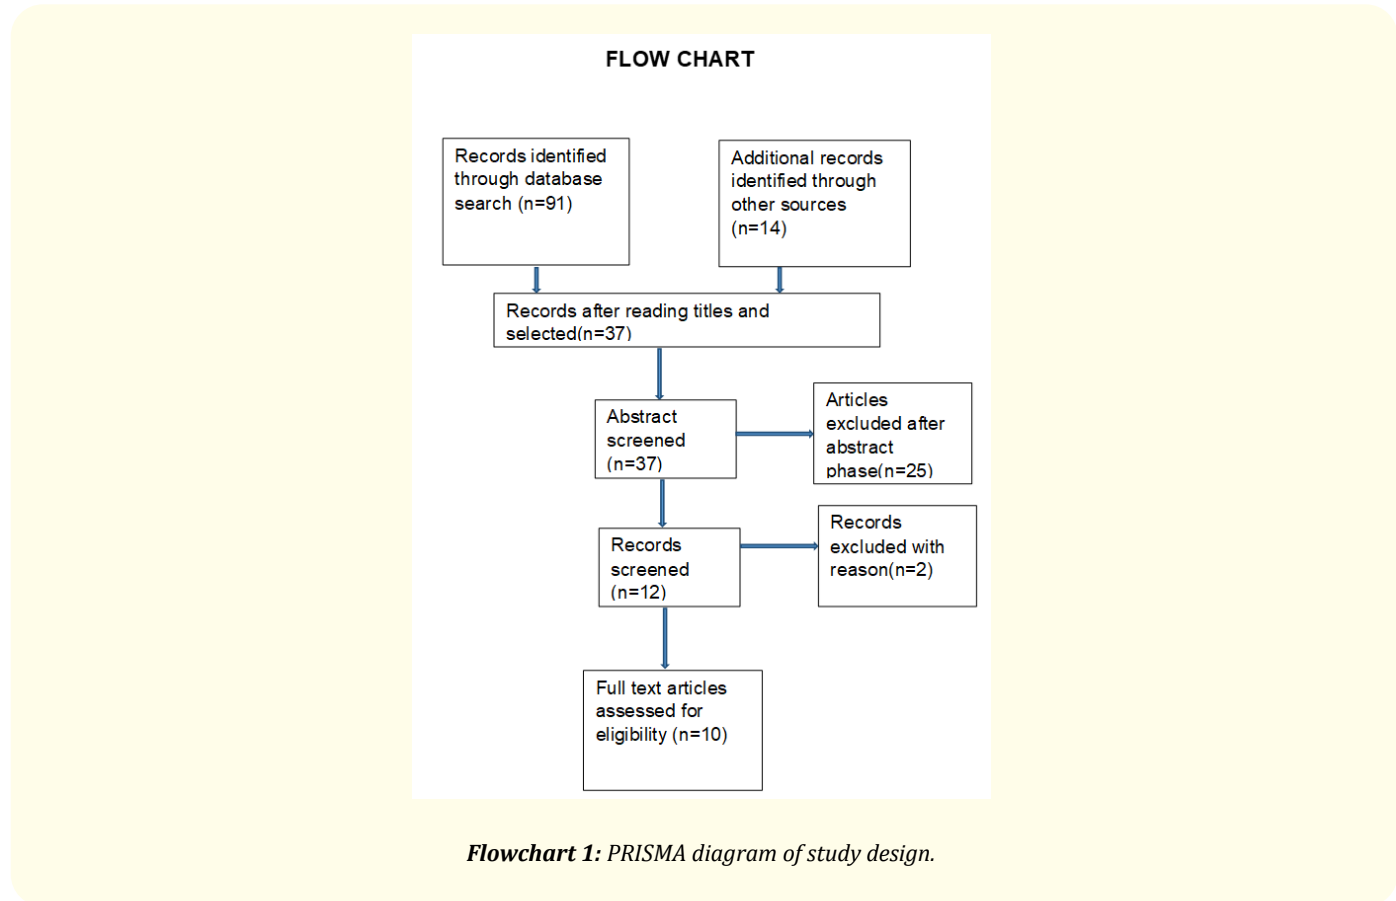 FLOW CHART
Records identified
through database
search (n=91)
Additional records
identified through
other sources
(n=14)
Records after reading titles and
selected(n=37)
Abstract
screened
(n=37)
Articles
excluded after
abstract
phase(n=25)
Records
screened
(n=12)
Records
excluded with
reason(n=2)
Full text articles
assessed for
eligibility (n=10)
Flowchart 1: PRISMA diagram of study design.